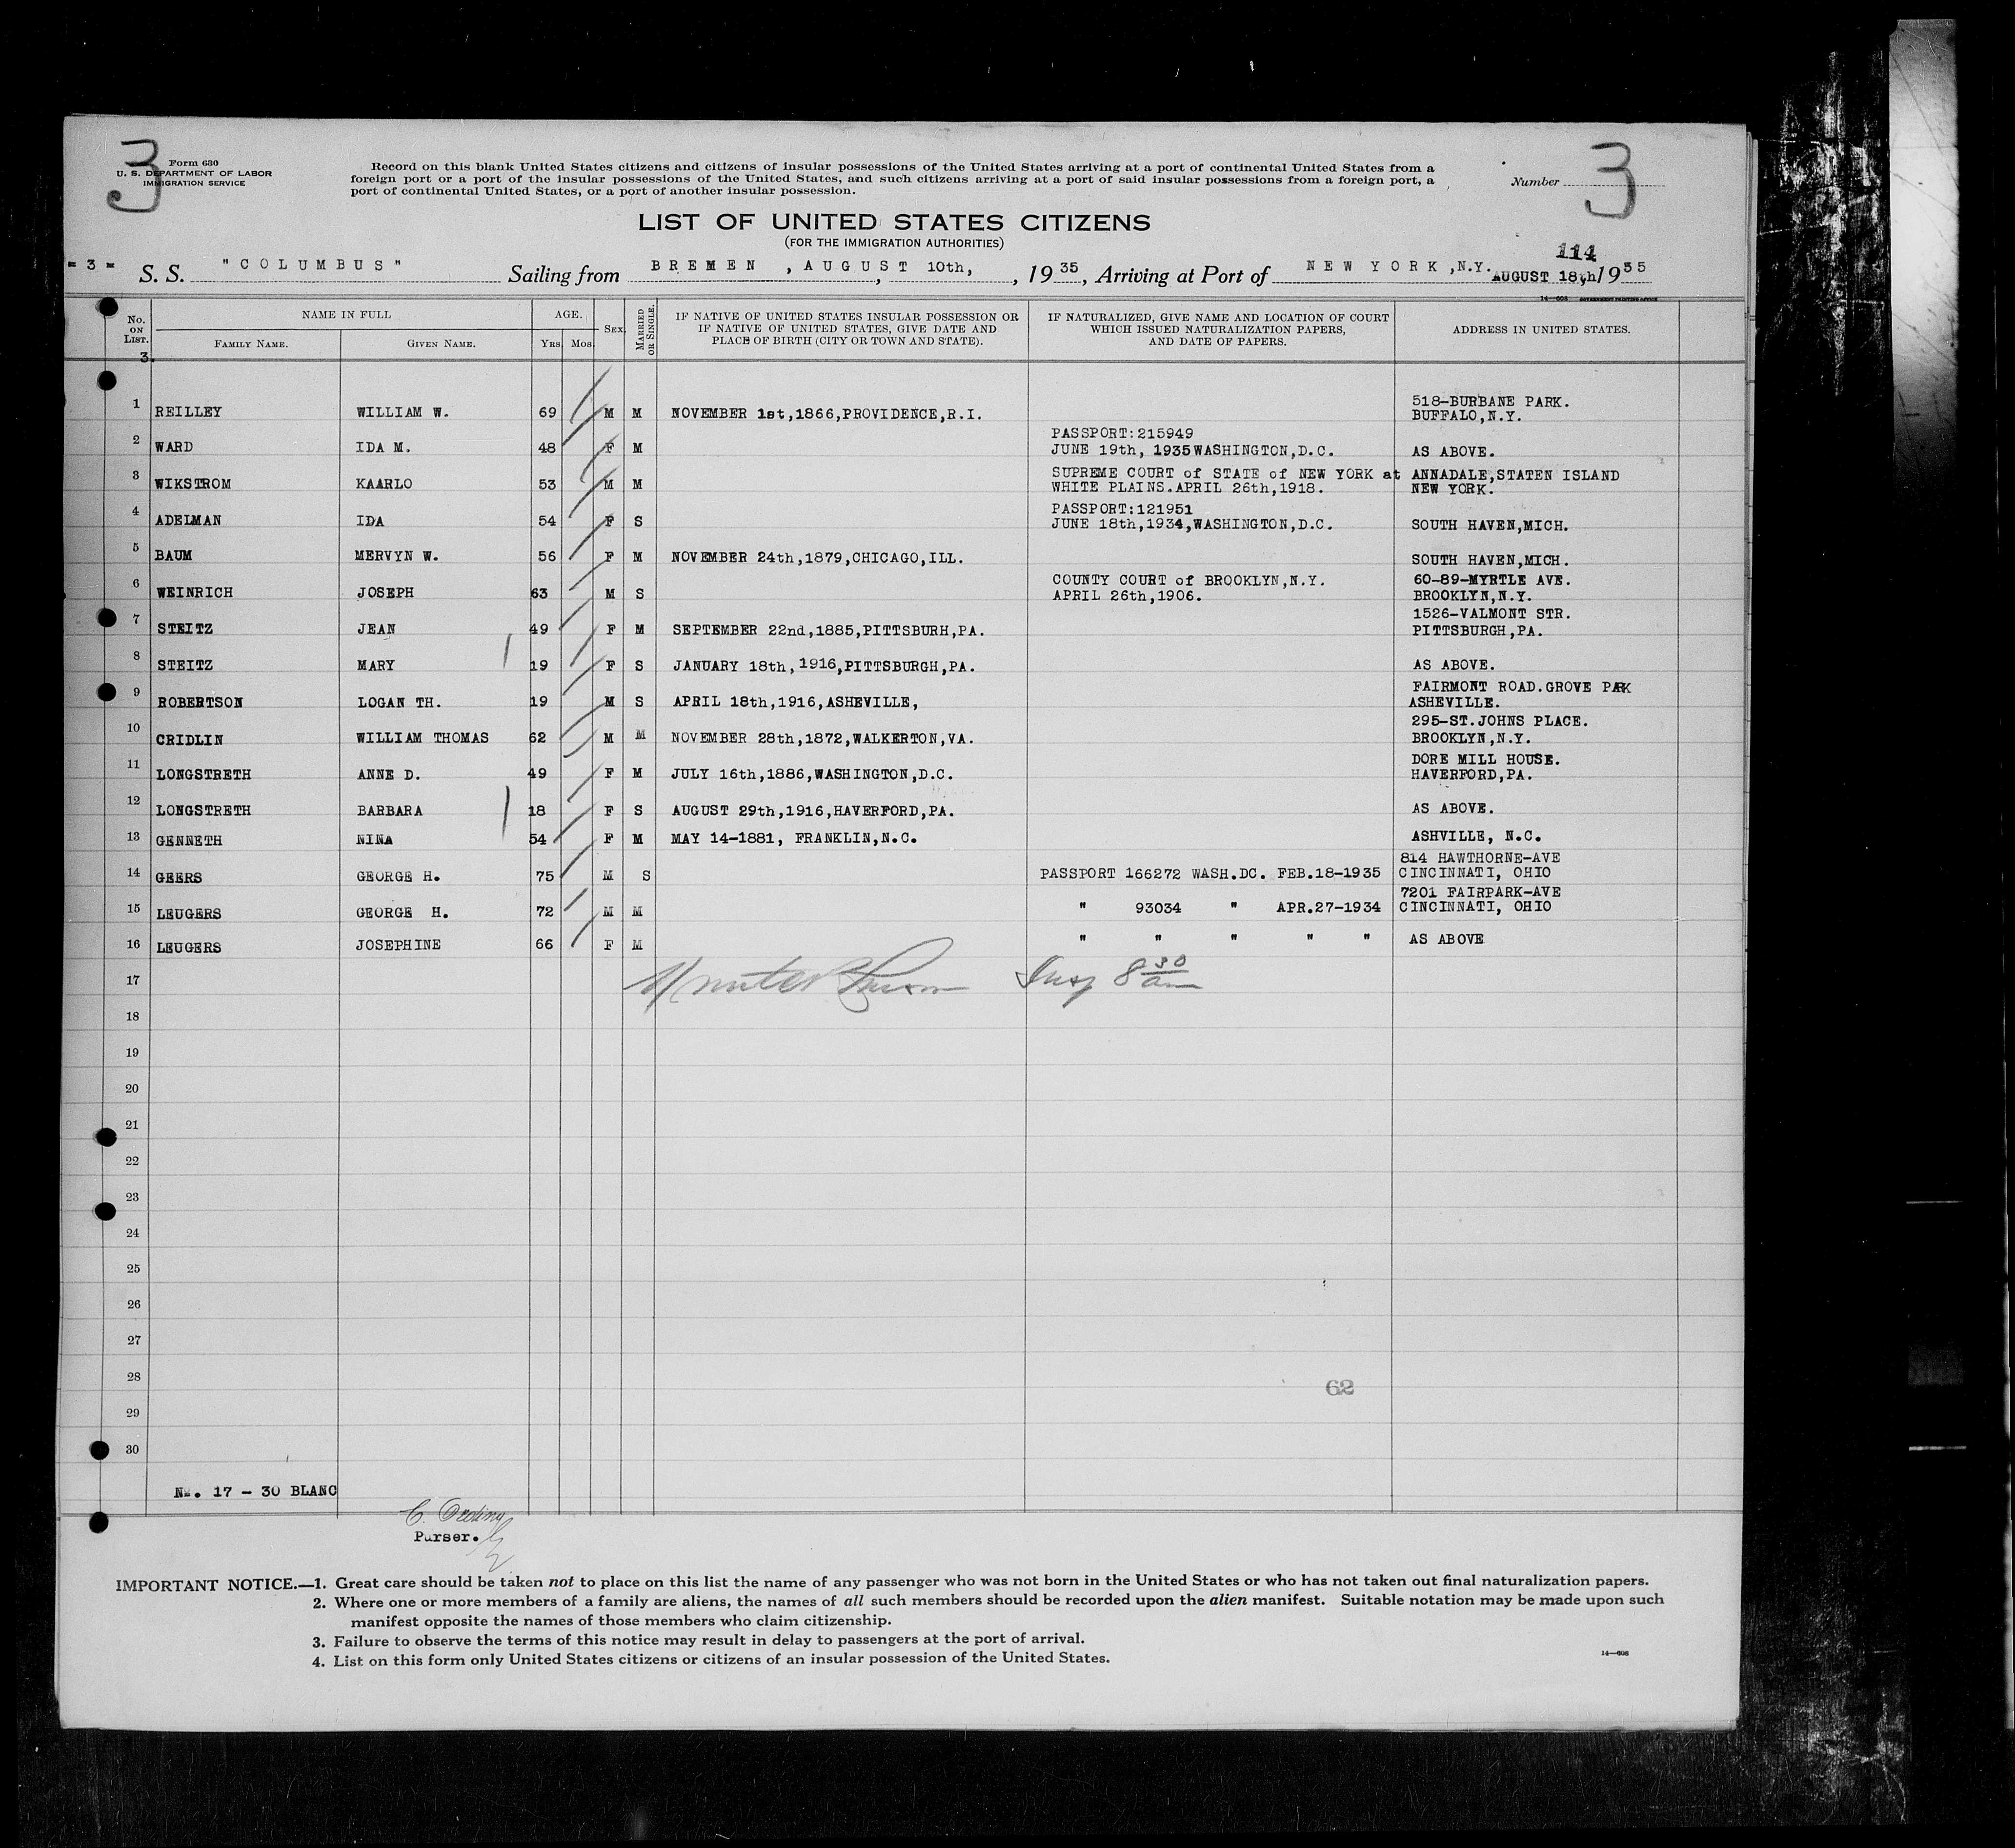 3
Form 630
U. S. DEPARTMENT OF LABOR
IMMIGRATION SERVICE
Record on this blank United States citizens and citizens of insular possessions of the United States arriving at a port of continental United States from a
foreign port or a port of the insular possessions of the United States, and such citizens arriving at a port of said insular possessions from a foreign port, a
port of continental United States, or a port of another insular possession.
Number 3
LIST OF UNITED STATES CITIZENS
(FOR THE IMMIGRATION AUTHORITIES)
114
= 3 = S. S. "COLUMBUS" Sailing from BREMEN, AUGUST 10th, , 1935, Arriving at Port of NEW YORK, N.Y. AUGUST 18th, 1935
14—608 GOVERNMENT PRINTING OFFICE
No. ON LIST. NAME IN FULL AGE. SEX MARRIED OR SINGLE. IF NATIVE OF UNITED STATES INSULAR POSSESSION OR IF NATIVE OF UNITED STATES, GIVE DATE AND PLACE OF BIRTH (CITY OR TOWN AND STATE). IF NATURALIZED, GIVE NAME AND LOCATION OF COURT WHICH ISSUED NATURALIZATION PAPERS, AND DATE OF PAPERS. ADDRESS IN UNITED STATES.
FAMILY NAME. GIVEN NAME. YRS. MOS.
3.
1 REILLEY WILLIAM W. 69 M M NOVEMBER 1st,1866,PROVIDENCE,R.I. 518-BURBANE PARK. BUFFALO,N.Y.
2 WARD IDA M. 48 F M PASSPORT:215949 JUNE 19th, 1935WASHINGTON,D.C. AS ABOVE.
3 WIKSTROM KAARLO 53 M M SUPREME COURT of STATE of NEW YORK at WHITE PLAINS.APRIL 26th,1918. ANNADALE,STATEN ISLAND NEW YORK.
4 ADELMAN IDA 54 F S PASSPORT:121951 JUNE 18th,1934,WASHINGTON,D.C. SOUTH HAVEN,MICH.
5 BAUM MERVYN W. 56 F M NOVEMBER 24th,1879,CHICAGO,ILL. SOUTH HAVEN,MICH.
6 WEINRICH JOSEPH 63 M S COUNTY COURT of BROOKLYN,N.Y. APRIL 26th,1906. 60-89-MYRTLE AVE. BROOKLYN,N.Y.
7 STEITZ JEAN 49 F M SEPTEMBER 22nd,1885,PITTSBURH,PA. 1526-VALMONT STR. PITTSBURGH,PA.
8 STEITZ MARY 19 F S JANUARY 18th,1916,PITTSBURGH,PA. AS ABOVE.
9 ROBERTSON LOGAN TH. 19 M S APRIL 18th,1916,ASHEVILLE, FAIRMONT ROAD.GROVE PARK ASHEVILLE.
10 CRIDLIN WILLIAM THOMAS 62 M M NOVEMBER 28th,1872,WALKERTON,VA. 295-ST.JOHNS PLACE. BROOKLYN,N.Y.
11 LONGSTRETH ANNE D. 49 F M JULY 16th,1886,WASHINGTON,D.C. DORE MILL HOUSE. HAVERFORD,PA.
12 LONGSTRETH BARBARA 18 F S AUGUST 29th,1916,HAVERFORD,PA. AS ABOVE.
13 GENNETH NINA 54 F M MAY 14-1881, FRANKLIN,N.C. ASHVILLE, N.C.
14 GEERS GEORGE H. 75 M S PASSPORT 166272 WASH.DC. FEB.18-1935 814 HAWTHORNE-AVE CINCINNATI, OHIO
15 LEUGERS GEORGE H. 72 M M " 93034 " APR.27-1934 7201 FAIRPARK-AVE CINCINNATI, OHIO
16 LEUGERS JOSEPHINE 66 F M " " " " " AS ABOVE
17 Insp 8 30 am
18
19
20
21
22
23
24
25
26
27
28 62
29
30
No. 17 - 30 BLANC
Purser.
IMPORTANT NOTICE.—1. Great care should be taken not to place on this list the name of any passenger who was not born in the United States or who has not taken out final naturalization papers.
2. Where one or more members of a family are aliens, the names of all such members should be recorded upon the alien manifest. Suitable notation may be made upon such
manifest opposite the names of those members who claim citizenship.
3. Failure to observe the terms of this notice may result in delay to passengers at the port of arrival.
4. List on this form only United States citizens or citizens of an insular possession of the United States.
14—608